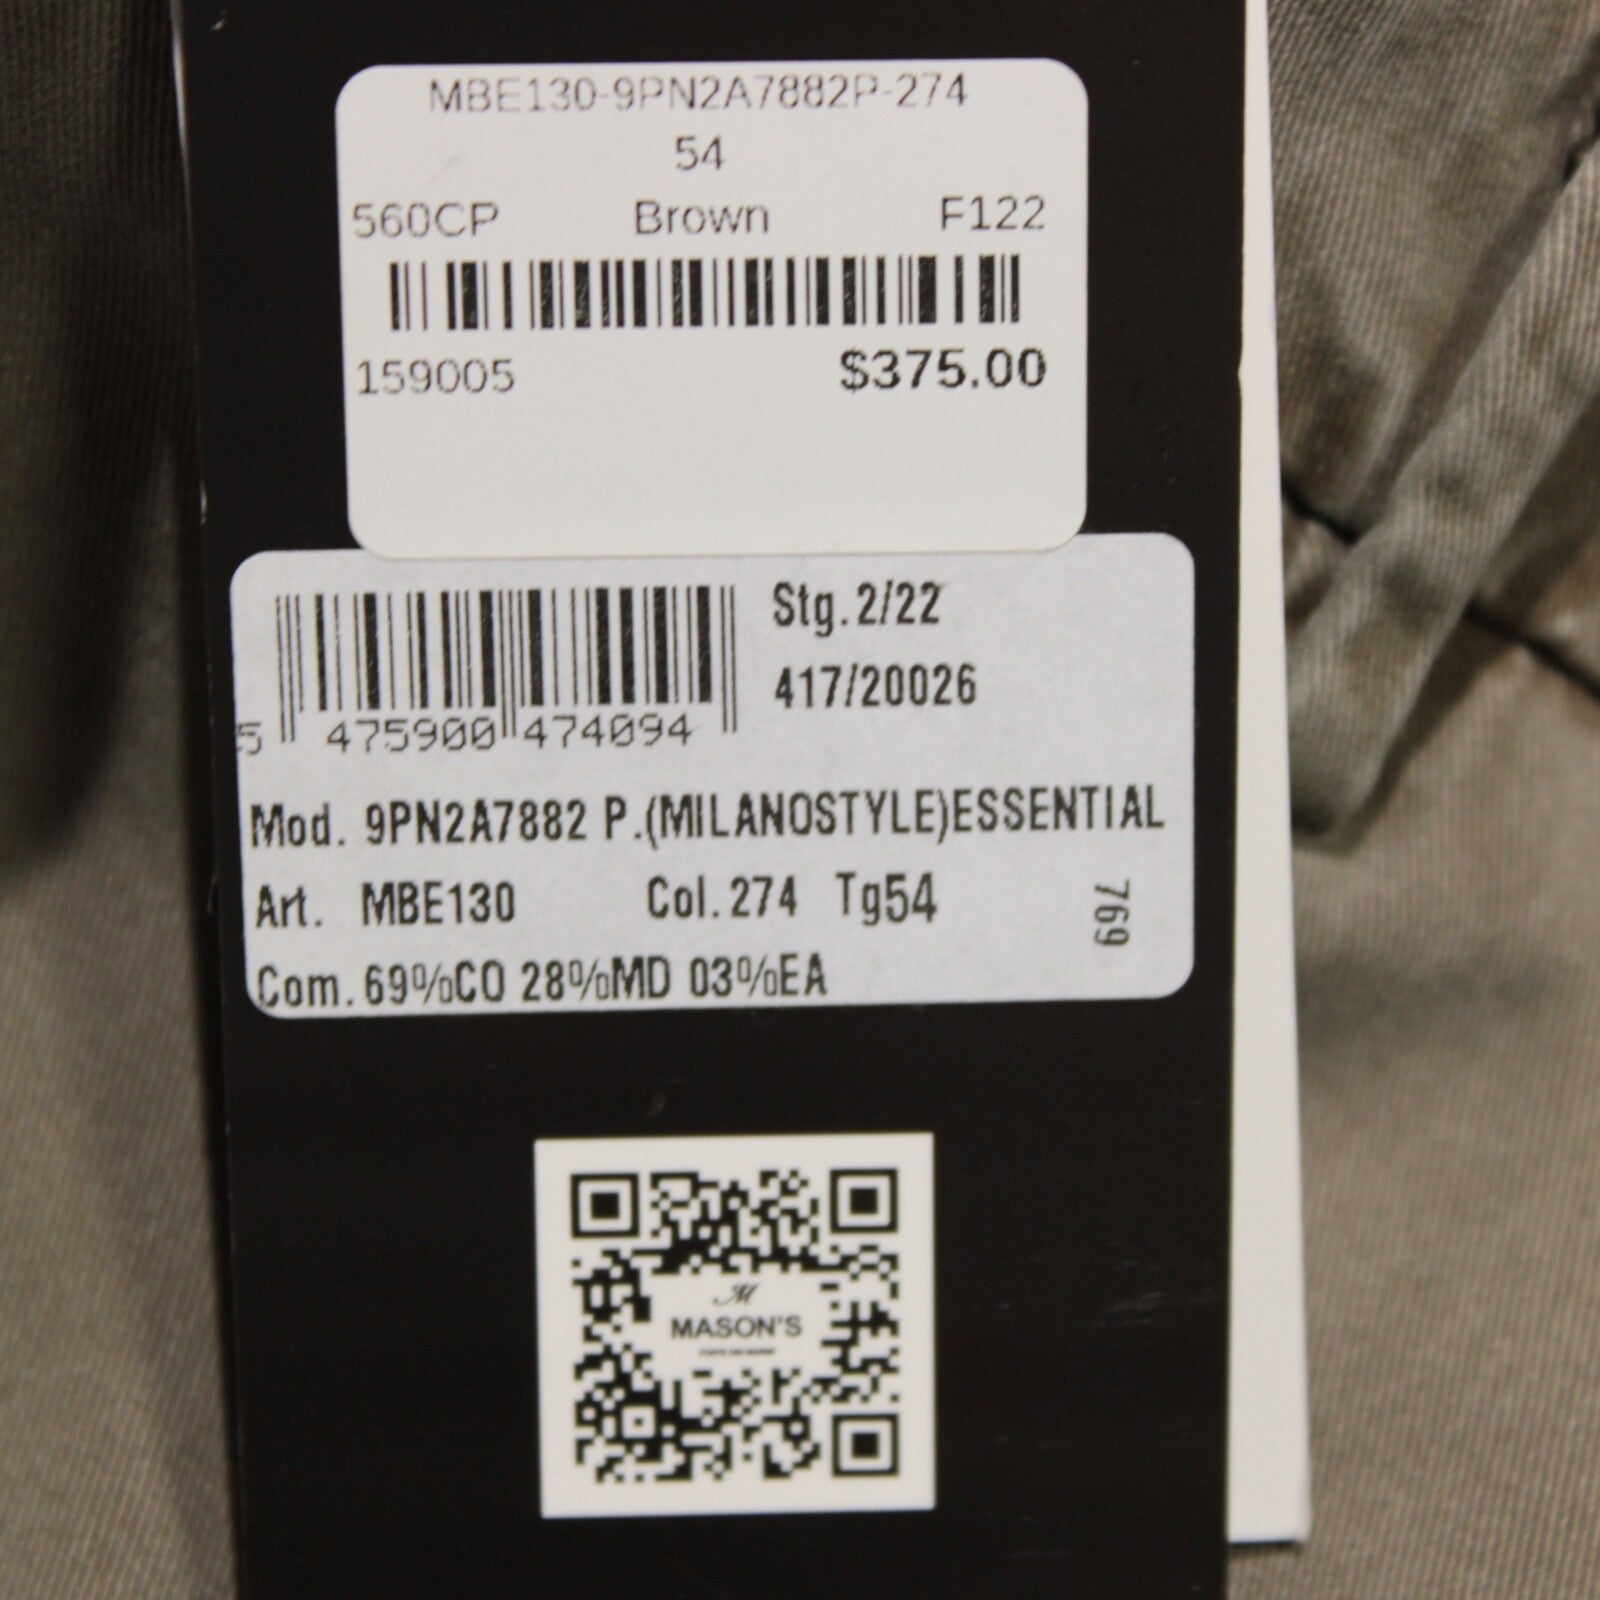 MBE130-9PN2A7882P-274
54
560CP Brown F122
159005 $375.00
Stg.2/22
417/20026
5 475900 474094
Mod. 9PN2A7882 P.(MILANOSTYLE)ESSENTIAL
Art. MBE130 Col.274 Tg54
769
Com.69%CO 28%MD 03%EA
M
MASON'S